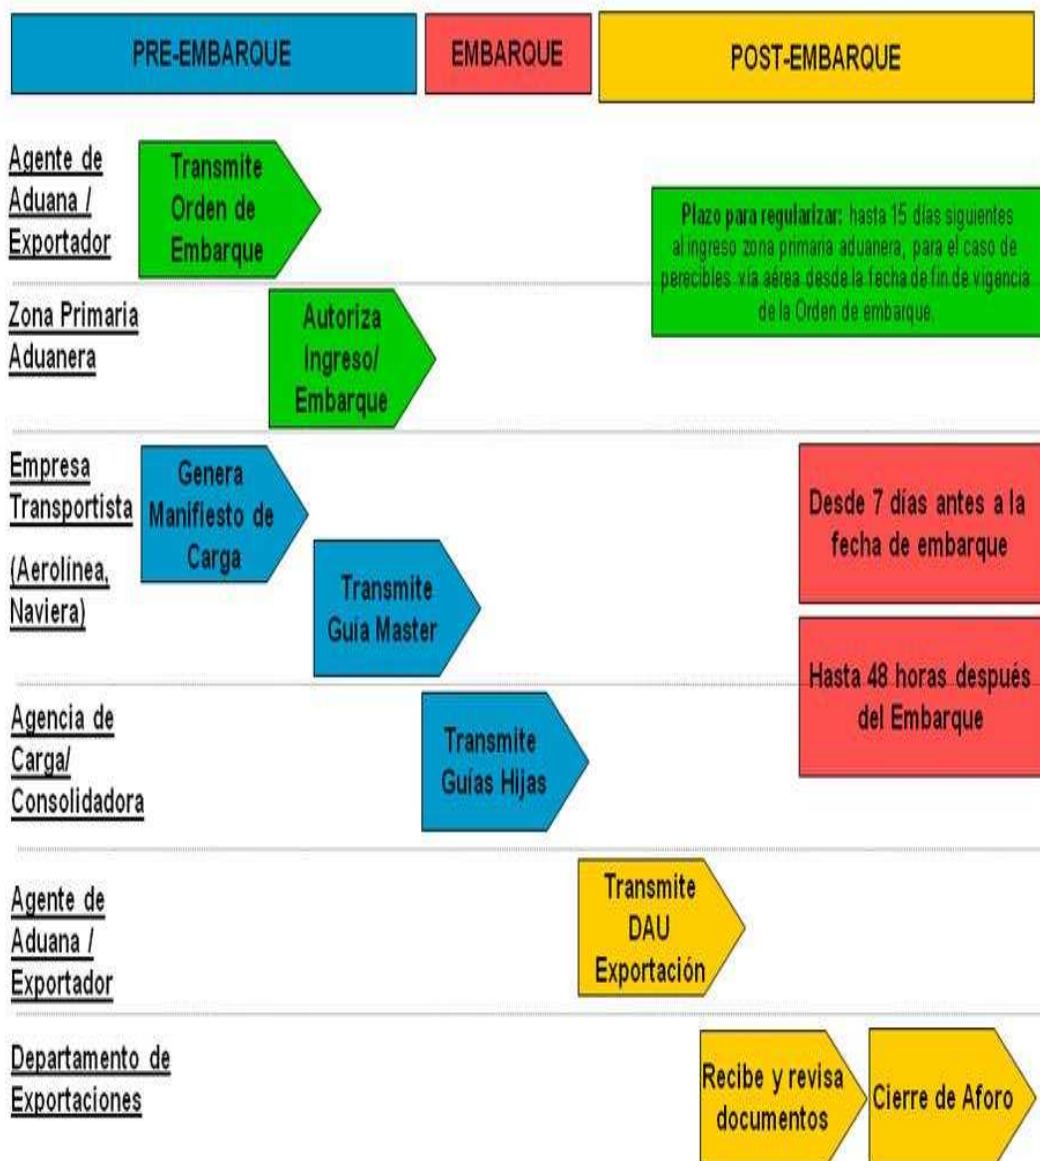 PRE-EMBARQUE
EMBARQUE
POST-EMBARQUE
Agente de
Aduana /
Exportador
Transmite
Orden de
Embarque
Plazo para regularizar: hasta 15 días siguientes
al ingreso zona primaria aduanera, para el caso de
perecibles vía aérea desde la fecha de fin de vigencia
de la Orden de embarque.
Zona Primaria
Aduanera
Autoriza
Ingreso/
Embarque
Empresa
Transportista
(Aerolínea,
Naviera)
Genera
Manifiesto de
Carga
Transmite
Guía Master
Desde 7 días antes a la
fecha de embarque
Hasta 48 horas después
del Embarque
Agencia de
Carga/
Consolidadora
Transmite
Guías Hijas
Agente de
Aduana /
Exportador
Transmite
DAU
Exportación
Departamento de
Exportaciones
Recibe y revisa
documentos
Cierre de Aforo